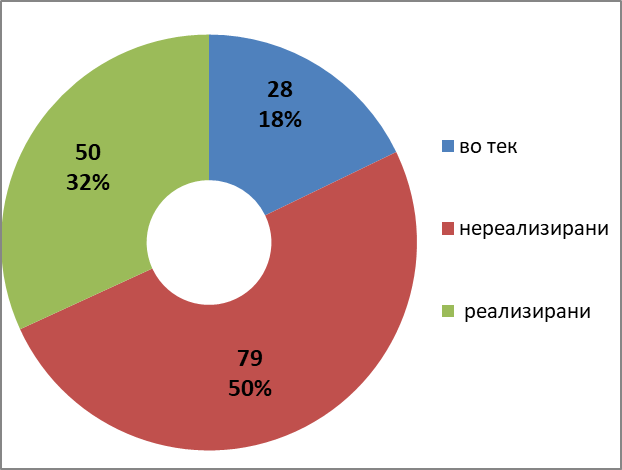 28
18%
50
32%
79
50%
во тек
нереализирани
реализирани